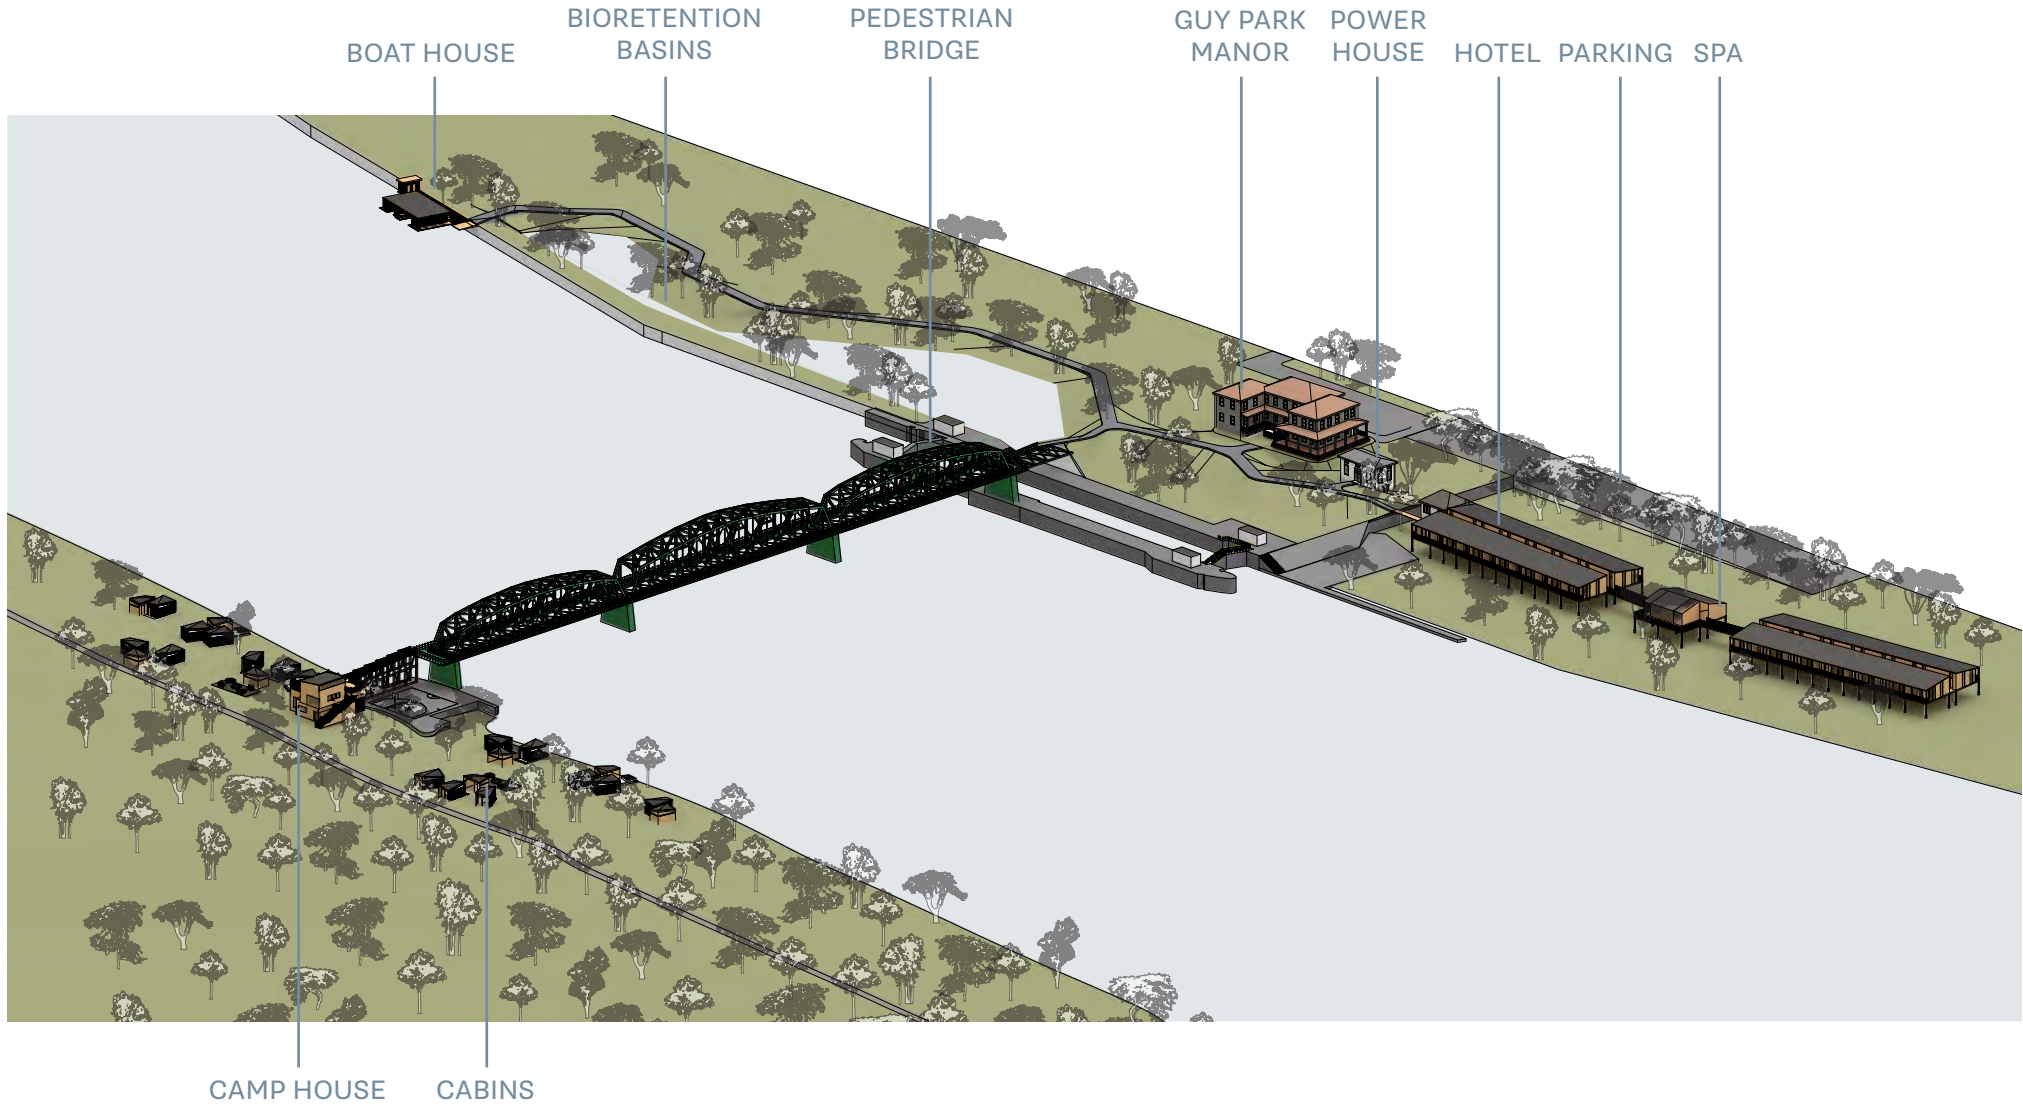 BOAT HOUSE
BIORETENTION
BASINS
PEDESTRIAN
BRIDGE
GUY PARK
MANOR
POWER
HOUSE
HOTEL
PARKING
SPA
CAMP HOUSE
CABINS